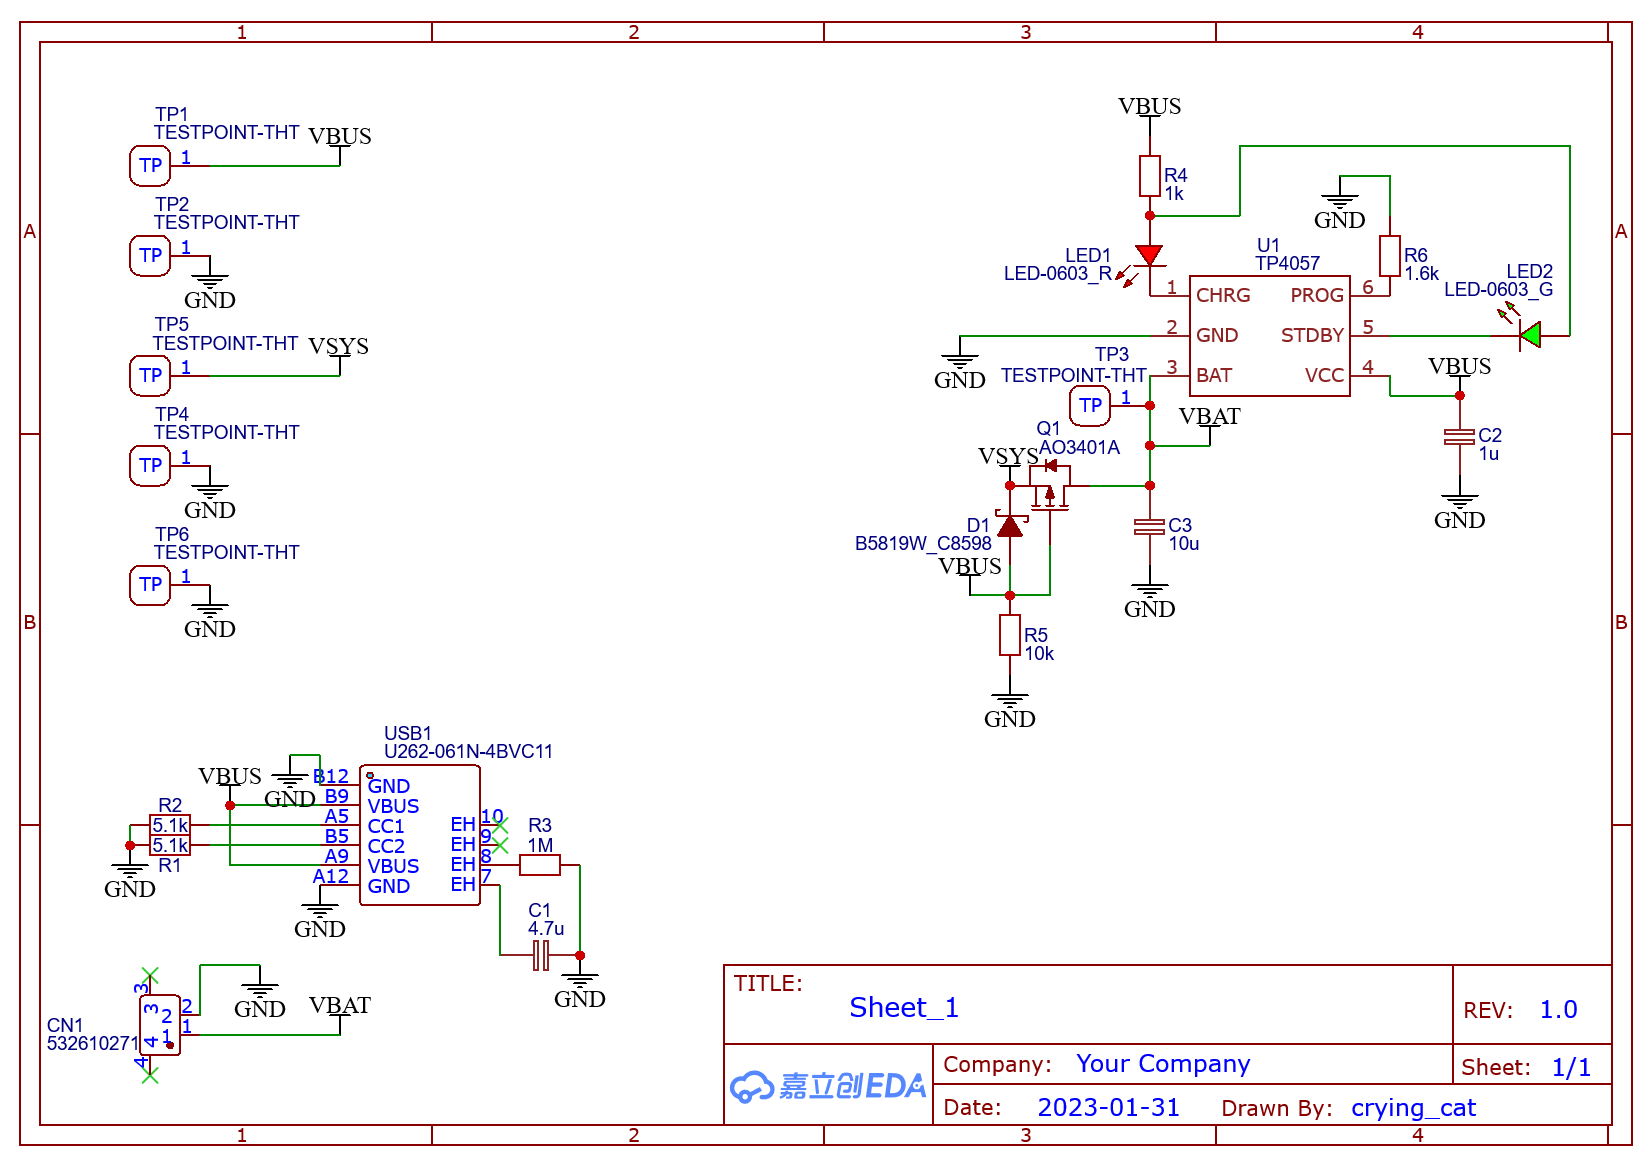 1
2
3
4
A
B
A
B
TP1
TESTPOINT-THT
VBUS
TP
1
TP2
TESTPOINT-THT
TP
1
GND
TP5
TESTPOINT-THT
VSYS
TP
1
TP4
TESTPOINT-THT
TP
1
GND
TP6
TESTPOINT-THT
TP
1
GND
VBUS
R4
1k
LED1
LED-0603_R
GND
R6
1.6k
U1
TP4057
LED2
LED-0603_G
1
CHRG
PROG
6
2
GND
STDBY
5
3
BAT
VCC
4
GND
TP3
TESTPOINT-THT
TP
1
VBUS
C2
1u
GND
VBAT
Q1
AO3401A
VSYS
D1
B5819W_C8598
VBUS
C3
10u
GND
R5
10k
GND
USB1
U262-061N-4BVC11
VBUS
GND
B12
GND
B9
VBUS
A5
CC1
B5
CC2
A9
VBUS
A12
GND
EH
10
EH
9
EH
8
EH
7
R2
5.1k
5.1k
R1
GND
GND
R3
1M
C1
4.7u
GND
3
3
2
2
1
1
4
4
CN1
532610271
GND
VBAT
TITLE:
Sheet_1
REV: 1.0
嘉立创EDA
Company: Your Company
Sheet: 1/1
Date: 2023-01-31
Drawn By: crying_cat
1
2
3
4